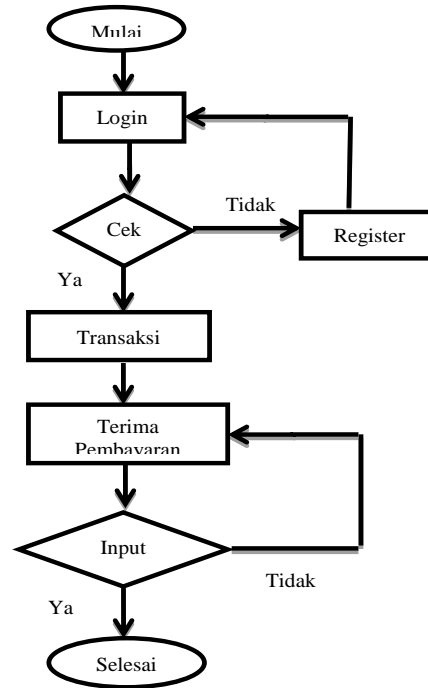 Mulai
Login
Cek
Tidak
Register
Ya
Transaksi
Terima
Pembayaran
Input
Tidak
Ya
Selesai